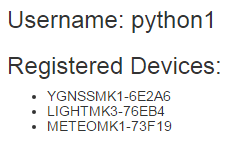 Username: python1
Registered Devices:
YGNSSMK1-6E2A6
LIGHTMK3-76EB4
METEOMK1-73F19